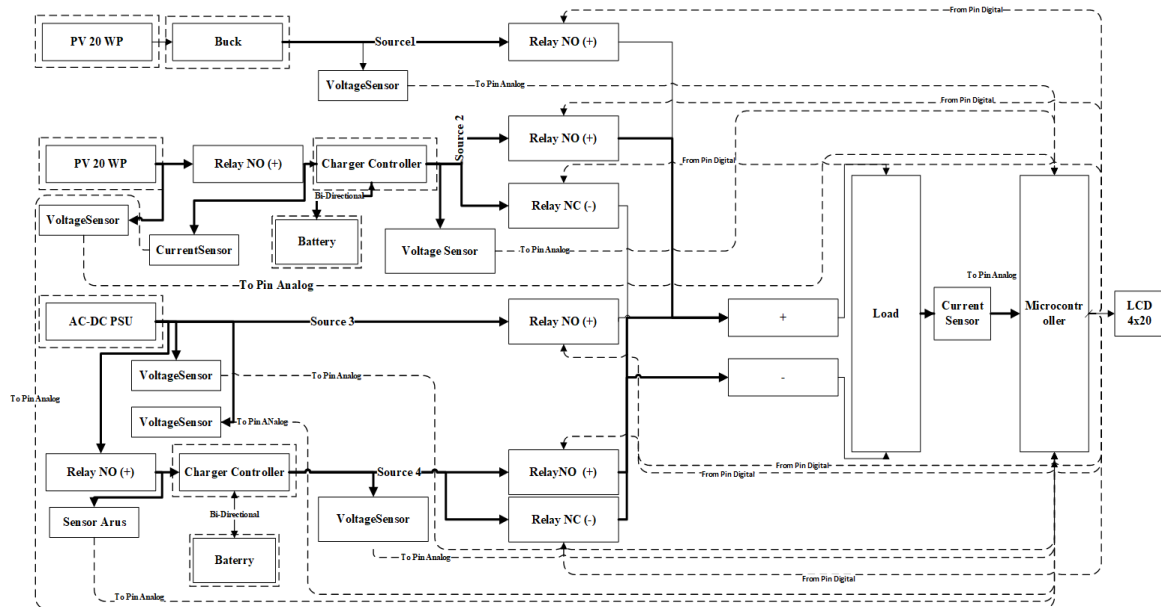 From Pin Digital
PV 20 WP
Buck
Source1
Relay NO (+)
VoltageSensor
To Pin Analog
From Pin Digital
Source 2
Relay NO (+)
PV 20 WP
Relay NO (+)
Charger Controller
From Pin Digital
Bi-Directional
Relay NC (-)
VoltageSensor
CurrentSensor
Battery
Voltage Sensor
To Pin Analog
To Pin Analog
To Pin Analog
AC-DC PSU
Source 3
Relay NO (+)
+
Load
Current
Sensor
Microcontr
oller
LCD
4x20
VoltageSensor
To Pin Analog
-
To Pin Analog
VoltageSensor
To Pin ANalog
Relay NO (+)
Charger Controller
Source 4
RelayNO (+)
From Pin Digital
From Pin Digital
Sensor Arus
Bi-Directional
VoltageSensor
Relay NC (-)
Baterry
To Pin Analog
From Pin Digital
To Pin Analog